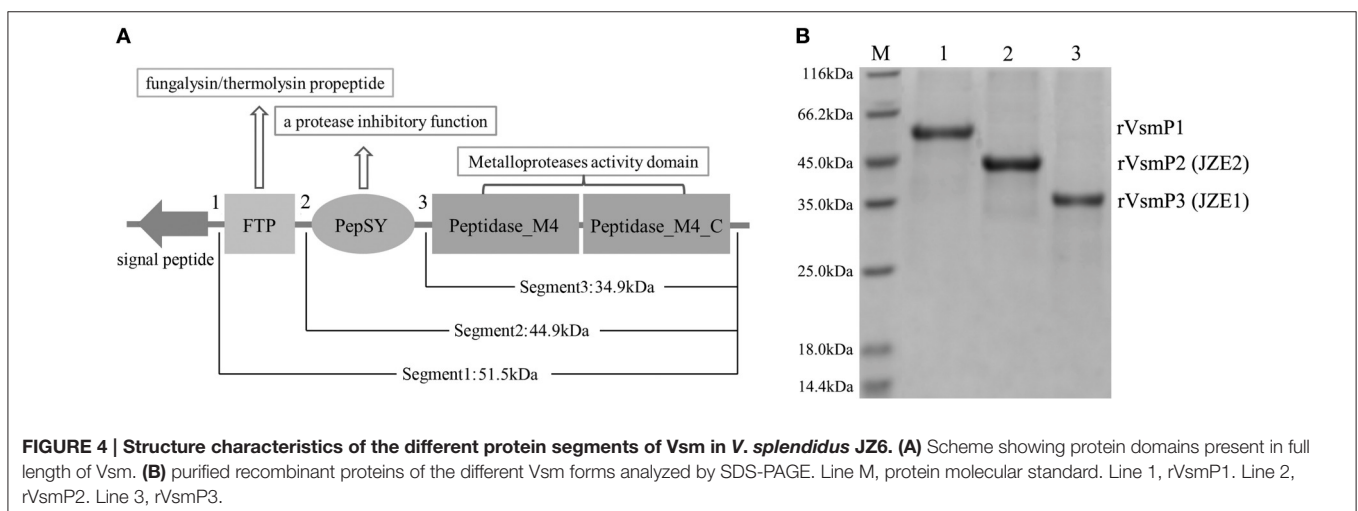 A
fungalysin/thermolysin propeptide
a protease inhibitory function
Metalloproteases activity domain
1
2
3
FTP
PepSY
Peptidase_M4
Peptidase_M4_C
signal peptide
Segment3:34.9kDa
Segment2:44.9kDa
Segment1:51.5kDa
B
M 1 2 3
116kDa
66.2kDa
45.0kDa
35.0kDa
25.0kDa
18.0kDa
14.4kDa
rVsmP1
rVsmP2 (JZE2)
rVsmP3 (JZE1)
FIGURE 4 | Structure characteristics of the different protein segments of Vsm in V. splendidus JZ6. (A) Scheme showing protein domains present in full
length of Vsm. (B) purified recombinant proteins of the different Vsm forms analyzed by SDS-PAGE. Line M, protein molecular standard. Line 1, rVsmP1. Line 2,
rVsmP2. Line 3, rVsmP3.